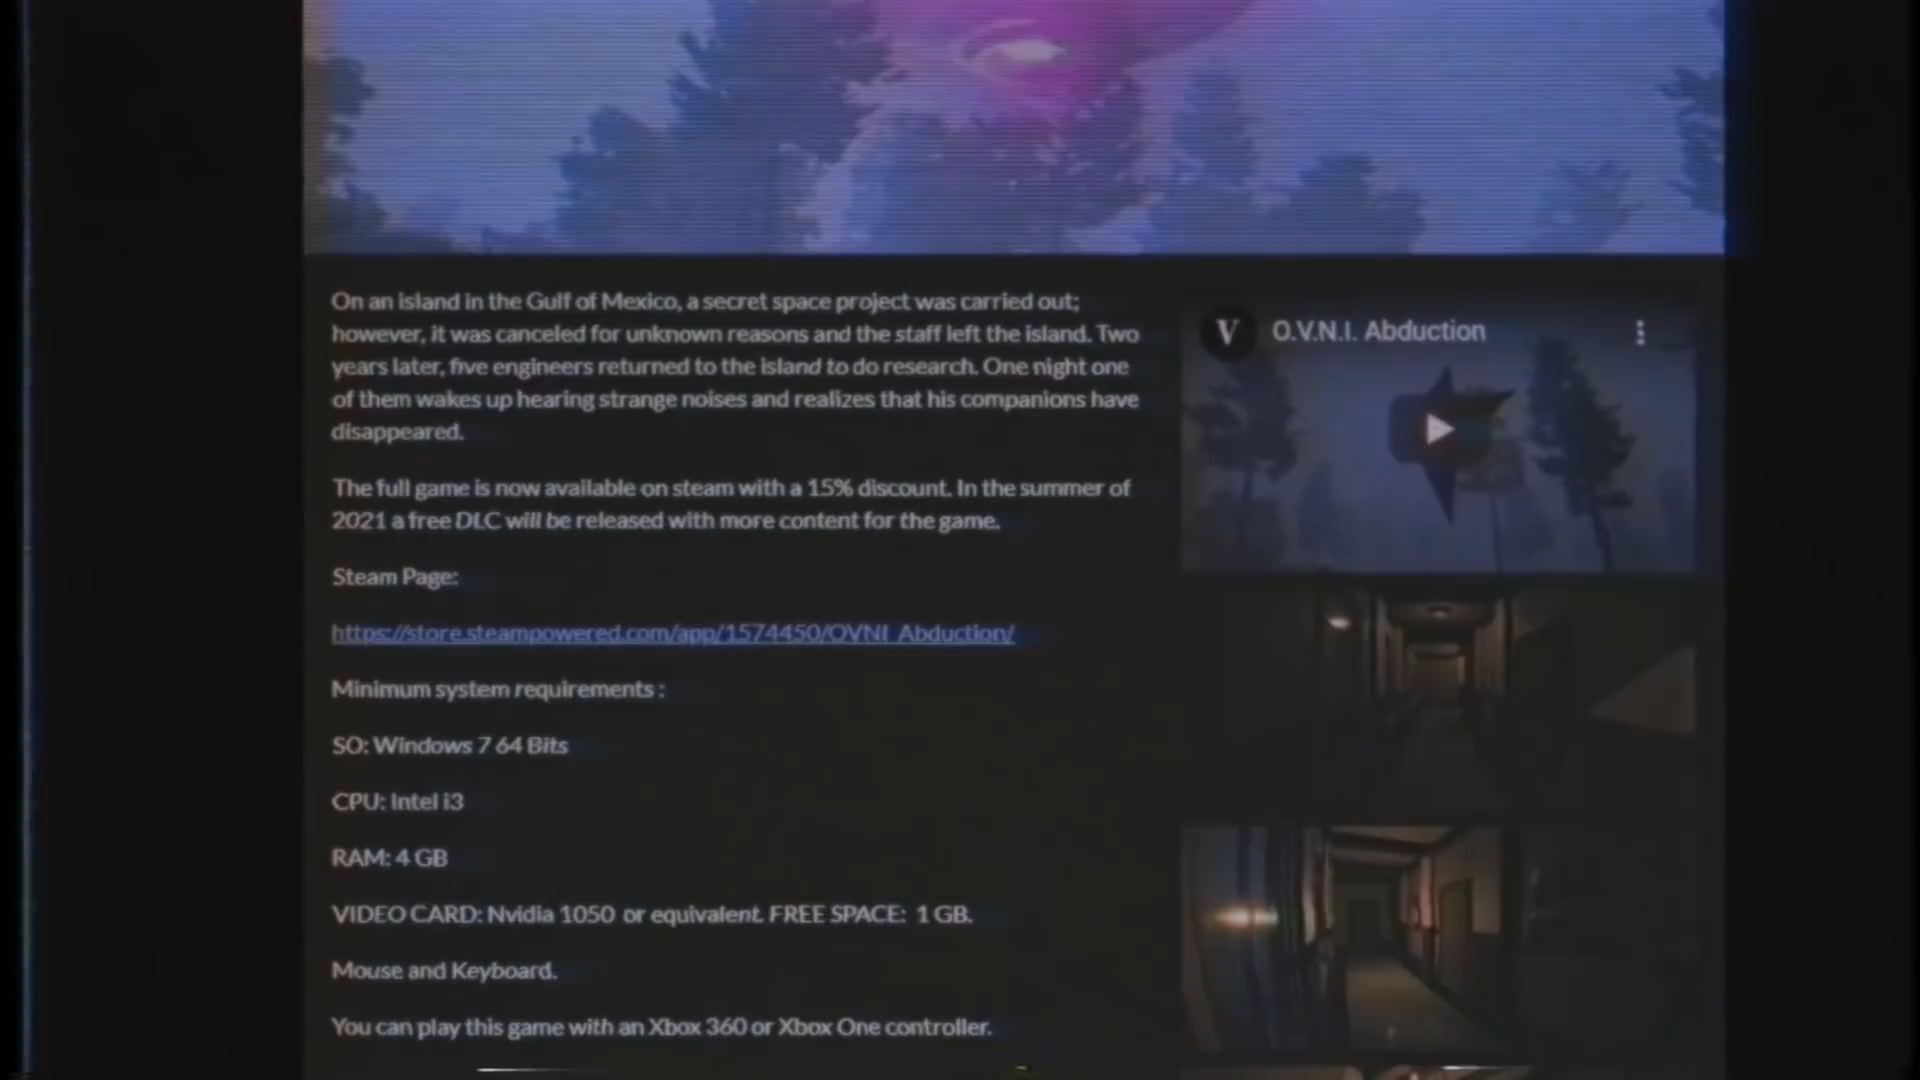 On an island in the Gulf of Mexico, a secret space project was carried out;
however, it was canceled for unknown reasons and the staff left the island. Two
years later, five engineers returned to the island to do research. One night one
of them wakes up hearing strange noises and realizes that his companions have
disappeared.
The full game is now available on steam with a 15% discount. In the summer of
2021 a free DLC will be released with more content for the game.
Steam Page:
https://store.steampowered.com/app/1574450/OVNI_Abduction/
Minimum system requirements :
SO: Windows 7 64 Bits
CPU: Intel i3
RAM: 4 GB
VIDEO CARD: Nvidia 1050 or equivalent. FREE SPACE: 1 GB.
Mouse and Keyboard.
You can play this game with an Xbox 360 or Xbox One controller.
V O.V.N.I. Abduction